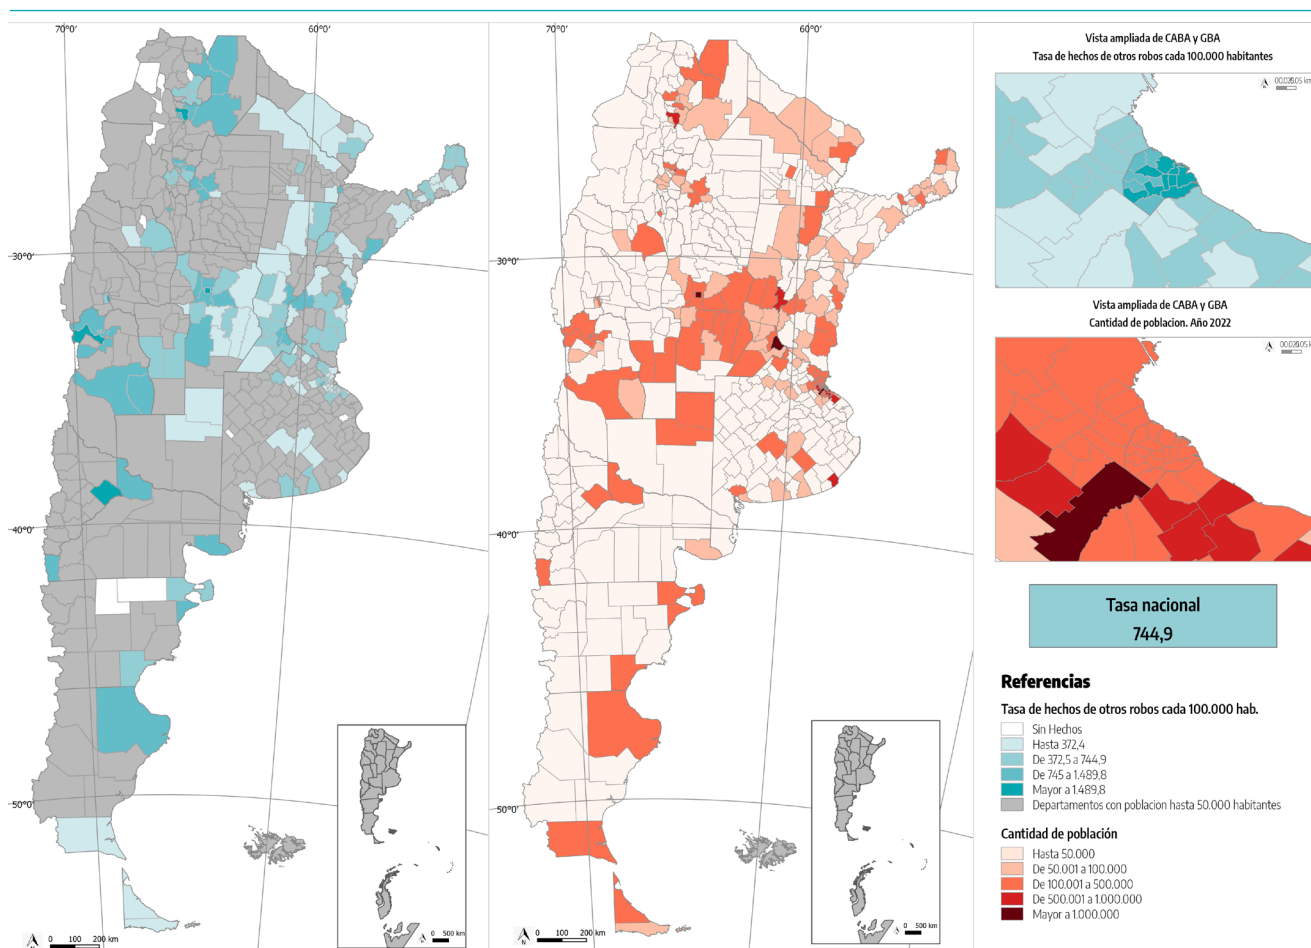 70°0'
60°0'
30°0'
40°0'
50°0'
0 100 200 km
0 500 km
70°0'
60°0'
30°0'
40°0'
50°0'
N
0 100 200 km
0 500 km
Vista ampliada de CABA y GBA
Tasa de hechos de otros robos cada 100.000 habitantes
Vista ampliada de CABA y GBA
Cantidad de poblacion. Año 2022
Tasa nacional
744,9
Referencias
Tasa de hechos de otros robos cada 100.000 hab.
Sin Hechos
Hasta 372,4
De 372,5 a 744,9
De 745 a 1.489,8
Mayor a 1.489,8
Departamentos con poblacion hasta 50.000 habitantes
Cantidad de población
Hasta 50.000
De 50.001 a 100.000
De 100.001 a 500.000
De 500.001 a 1.000.000
Mayor a 1.000.000